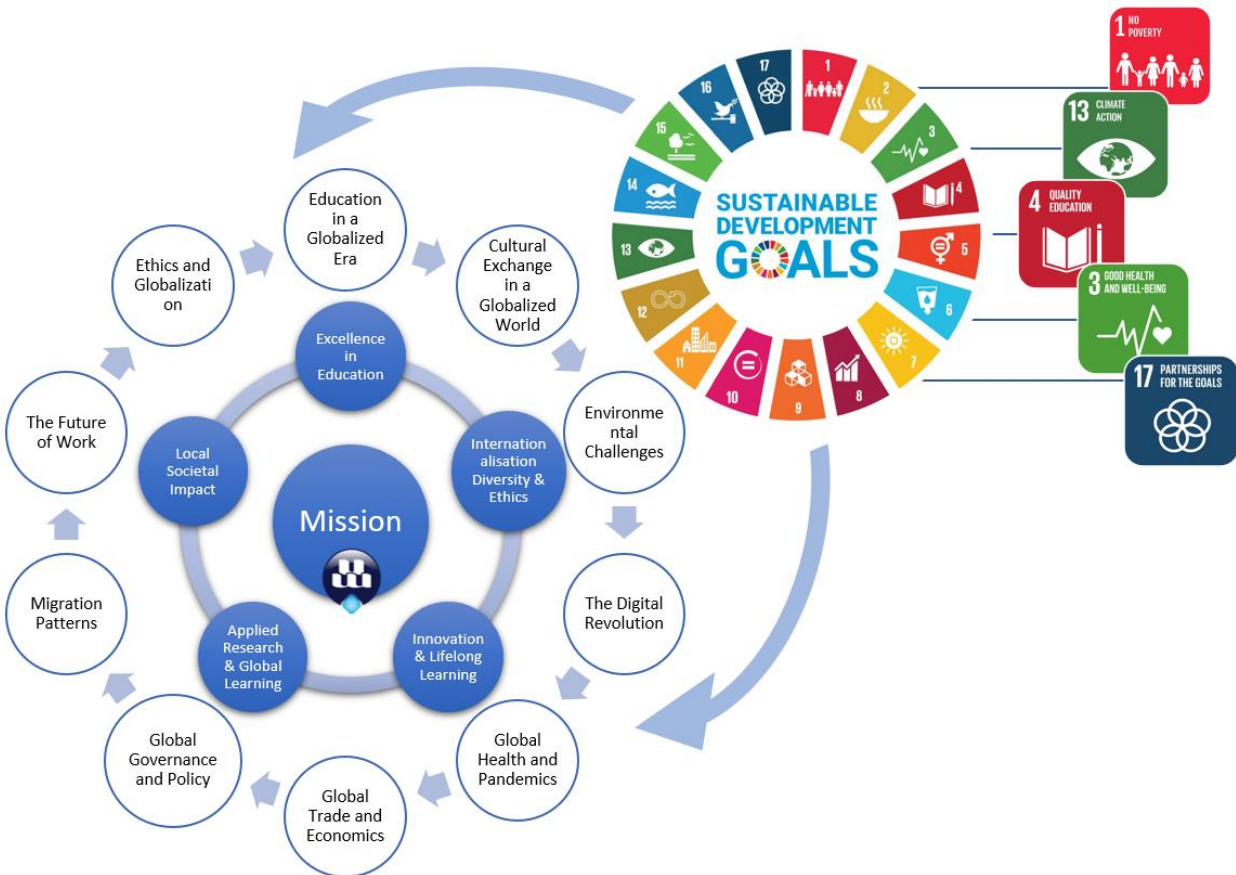 Education
in a
Globalized
Era
Cultural
Exchange
in a
Globalized
World
Environme
ntal
Challenges
The Digital
Revolution
Global
Health and
Pandemics
Global
Trade and
Economics
Global
Governance
and Policy
Migration
Patterns
The Future
of Work
Ethics and
Globalizati
on
Excellence
in
Education
Internation
alisation
Diversity &
Ethics
Innovation
& Lifelong
Learning
Applied
Research
& Global
Learning
Local
Societal
Impact
Mission
SUSTAINABLE
DEVELOPMENT
GOALS
1
2
3
4
5
6
7
8
9
10
11
12
13
14
15
16
17
1 NO
POVERTY
13 CLIMATE
ACTION
4 QUALITY
EDUCATION
3 GOOD HEALTH
AND WELL-BEING
17 PARTNERSHIPS
FOR THE GOALS